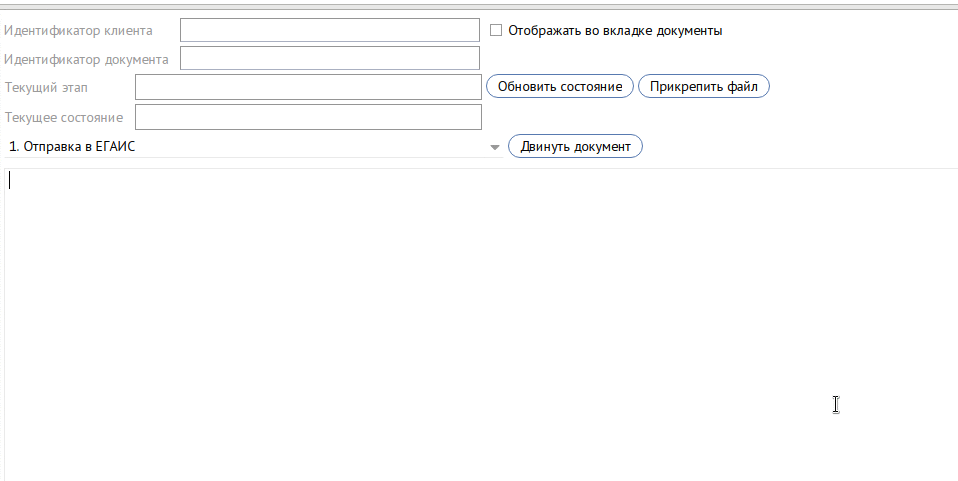 Идентификатор клиента Отображать во вкладке документы
Идентификатор документа
Текущий этап Обновить состояние Прикрепить файл
Текущее состояние
1. Отправка в ЕГАИС Двинуть документ